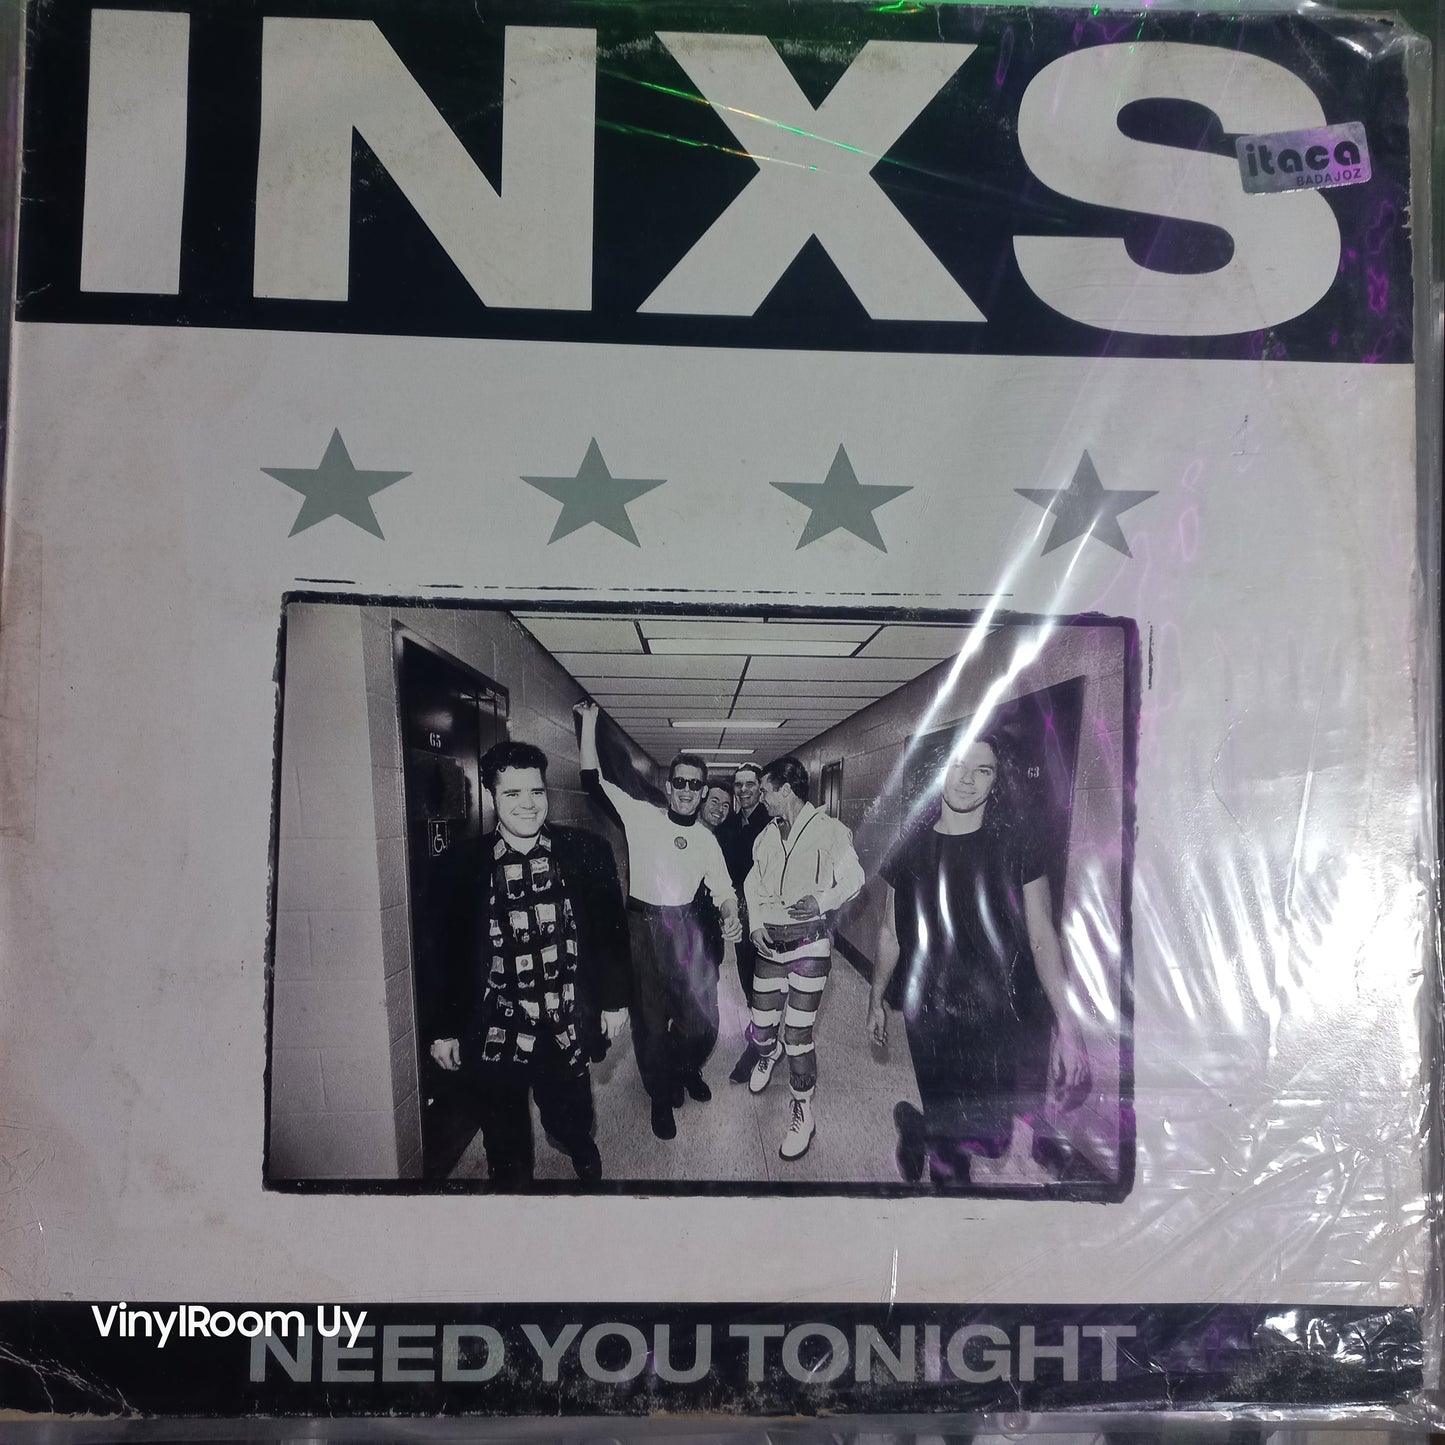 INXS
itaca
BADAJOZ
65
63
VinylRoom Uy
NEED YOU TONIGHT